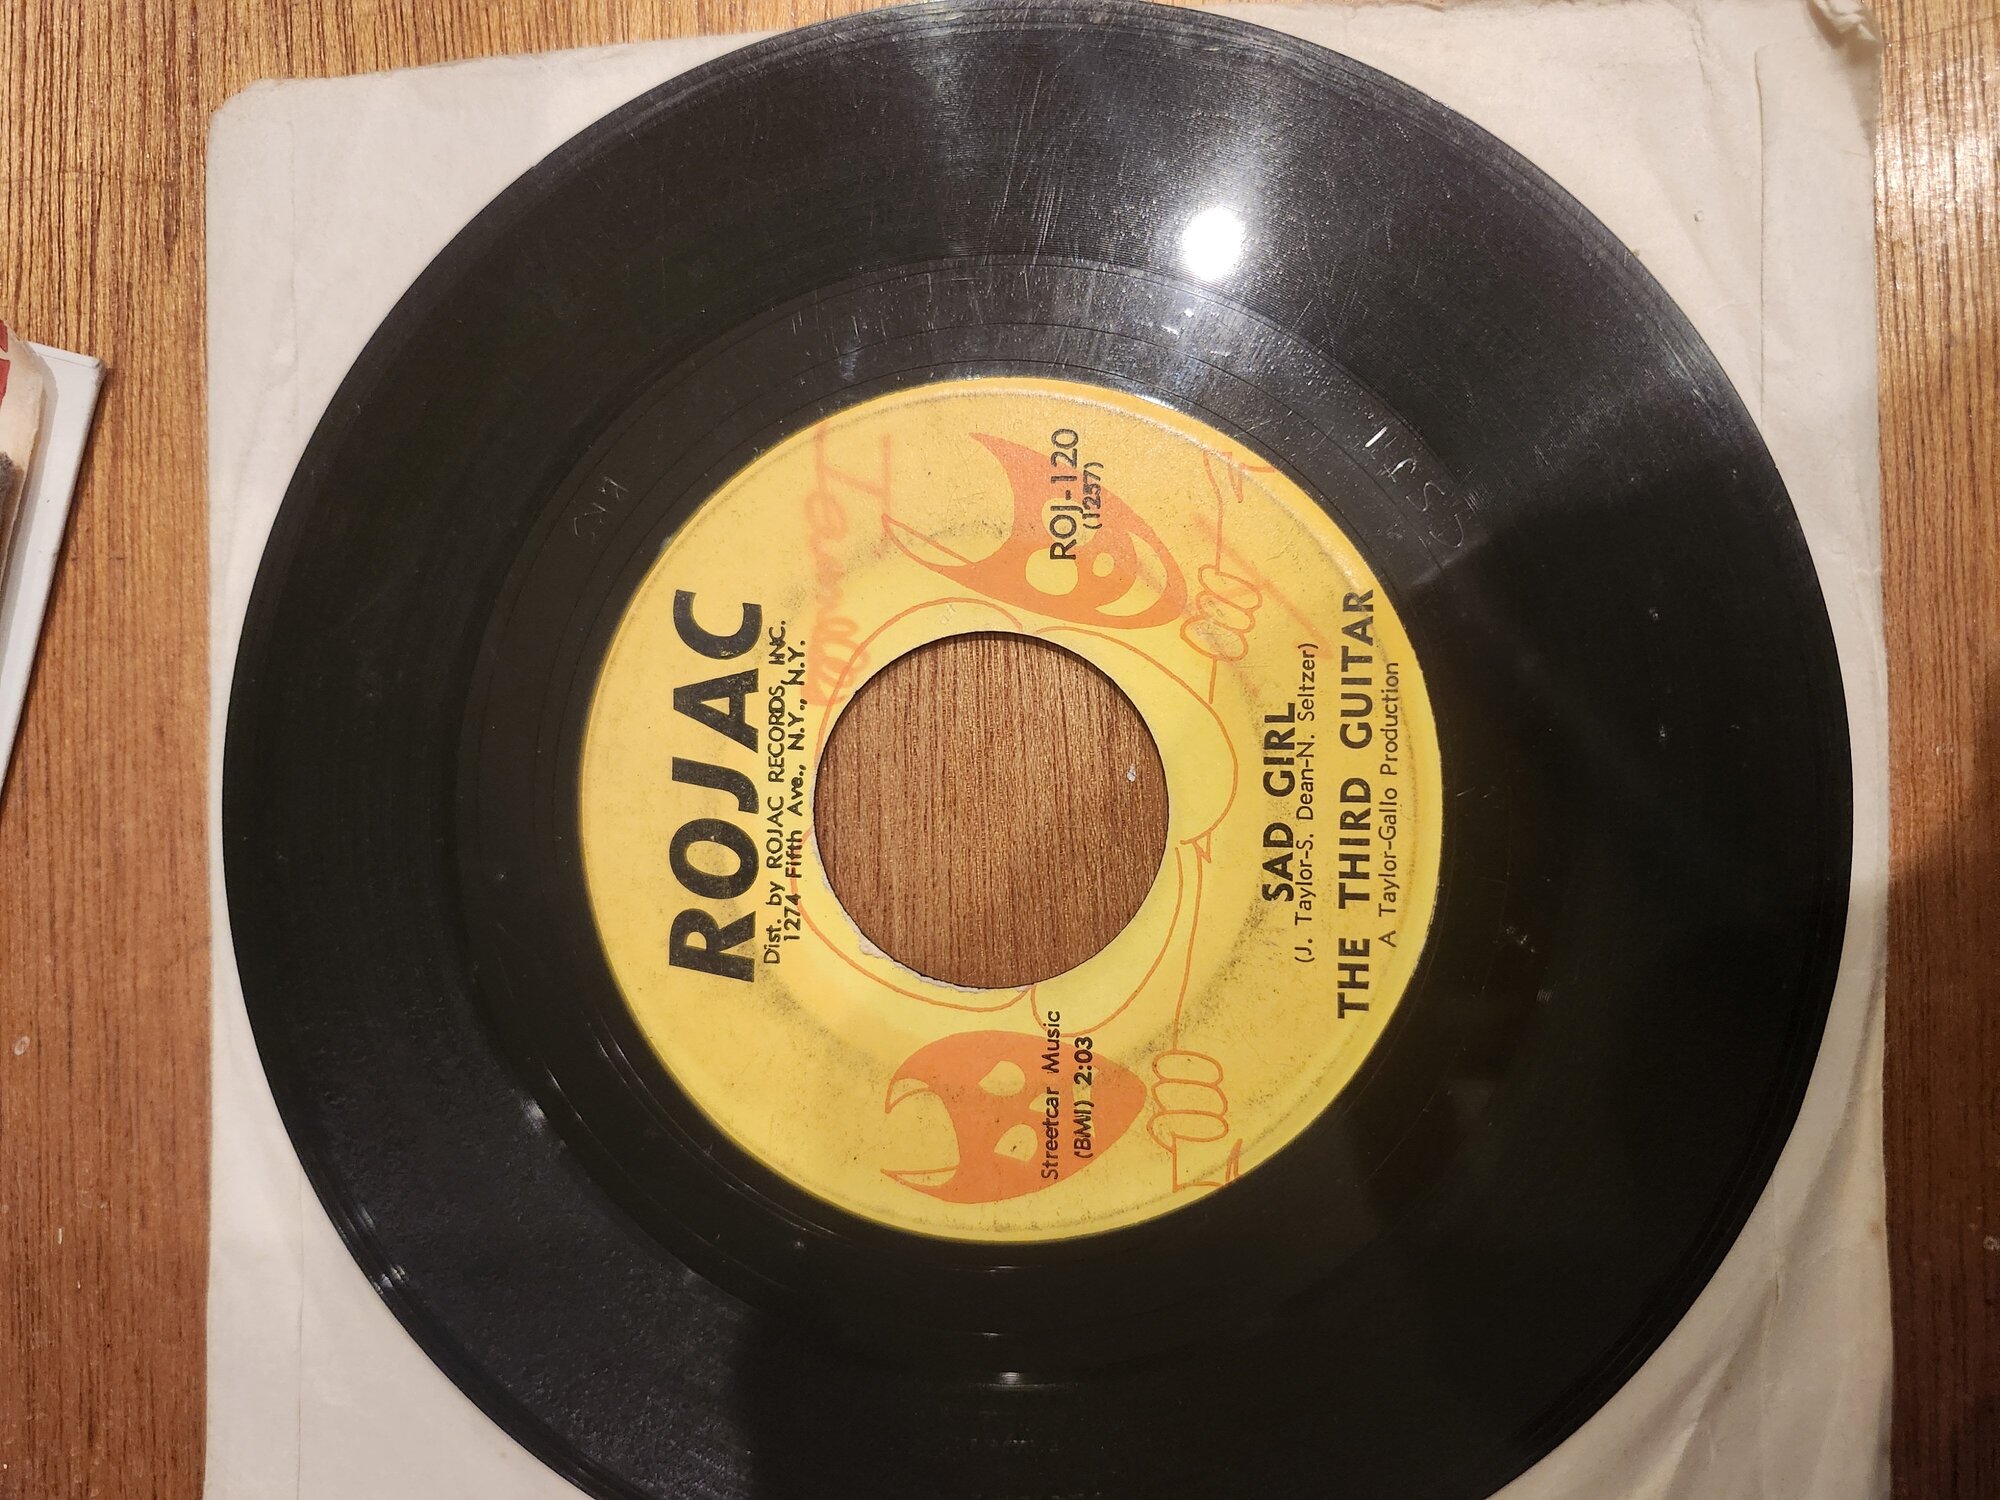 ROJAC
Dist. by ROJAC RECORDS, INC.
1274 Fifth Ave., N.Y., N.Y.
Streetcar Music
(BMI) 2:03
ROJ-120
(1257)
SAD GIRL
(J. Taylor-S. Dean-N. Seltzer)
THE THIRD GUITAR
A Taylor-Gallo Production